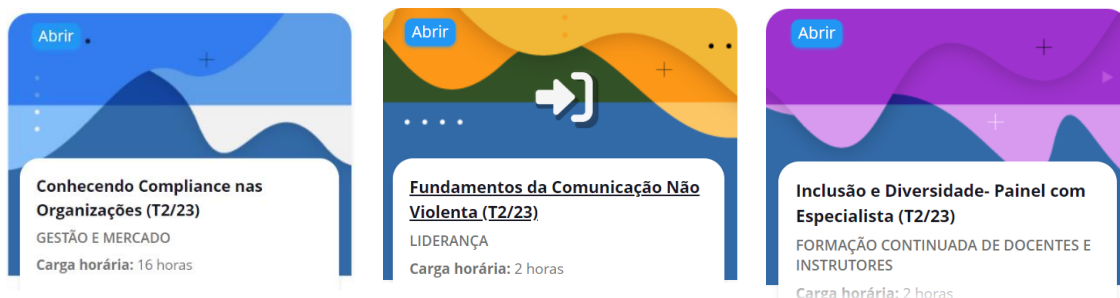 Abrir
Conhecendo Compliance nas
Organizações (T2/23)
GESTÃO E MERCADO
Carga horária: 16 horas
Abrir
Fundamentos da Comunicação Não
Violenta (T2/23)
LIDERANÇA
Carga horária: 2 horas
Abrir
Inclusão e Diversidade- Painel com
Especialista (T2/23)
FORMAÇÃO CONTINUADA DE DOCENTES E
INSTRUTORES
Carga horária: 2 horas